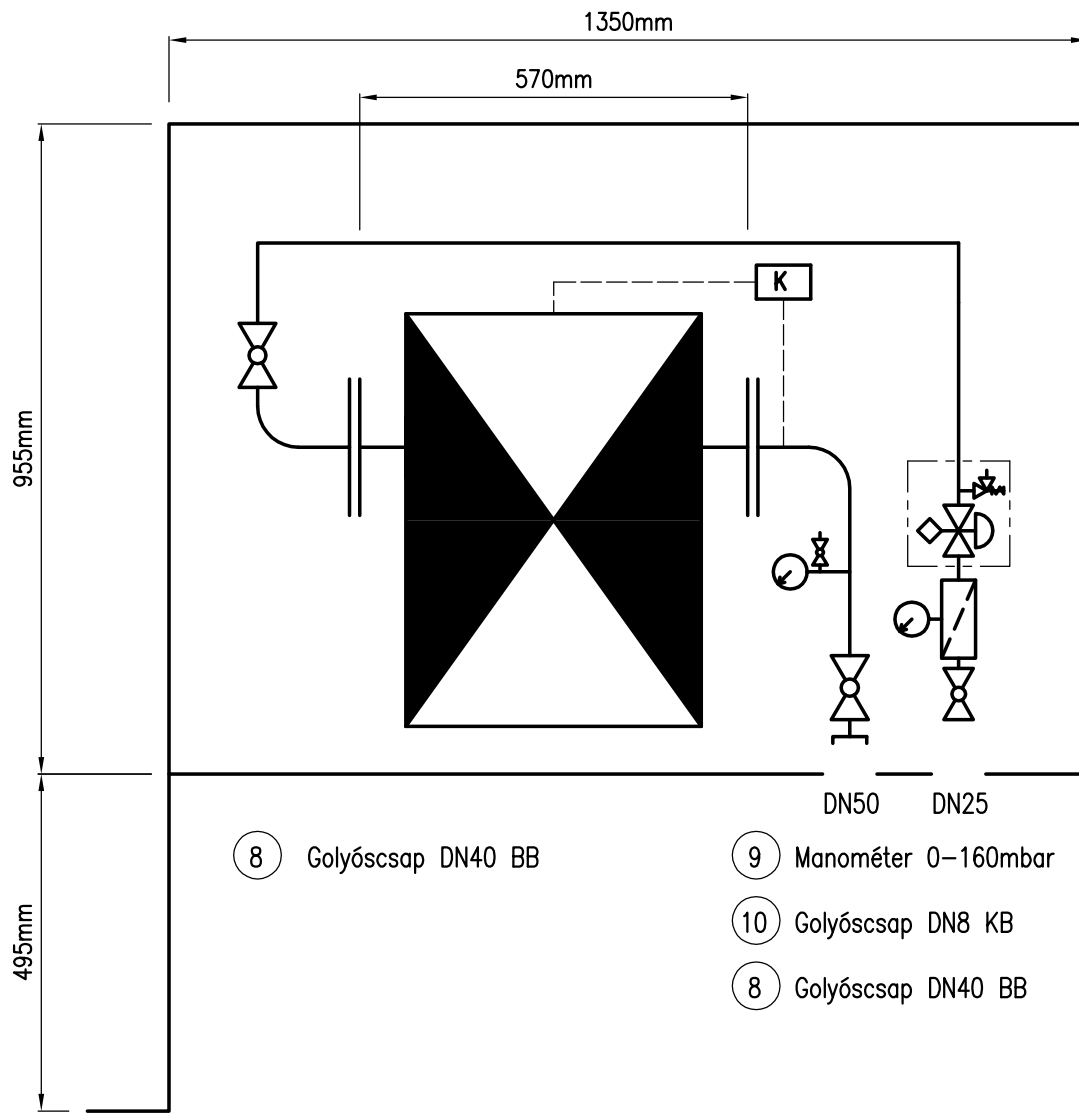 1350mm
570mm
K
955mm
DN50 DN25
8 Golyóscsap DN40 BB
9 Manométer 0-160mbar
10 Golyóscsap DN8 KB
8 Golyóscsap DN40 BB
495mm